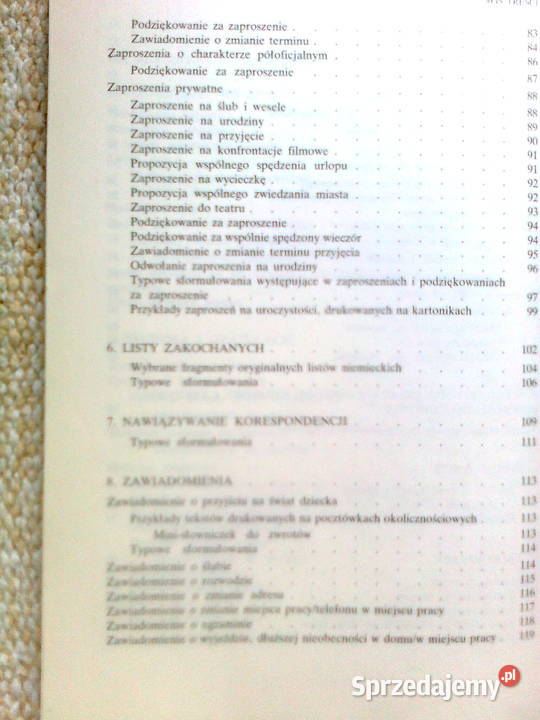 TREŚCI
Podziękowanie za zaproszenie . 83
Zawiadomienie o zmianie terminu . 84
Zaproszenia o charakterze półoficjalnym . 86
Podziękowanie za zaproszenie 87
Zaproszenia prywatne . 88
Zaproszenie na ślub i wesele . 88
Zaproszenie na urodziny . 89
Zaproszenie na przyjęcie . 90
Zaproszenie na konfrontacje filmowe . 91
Propozycja wspólnego spędzenia urlopu . 91
Zaproszenie na wycieczkę . 92
Propozycja wspólnego zwiedzania miasta . 92
Zaproszenie do teatru . 93
Podziękowanie za zaproszenie . 94
Podziękowanie za wspólnie spędzony wieczór . 94
Zawiadomienie o zmianie terminu przyjęcia . 95
Odwołanie zaproszenia na urodziny . 96
Typowe sformułowania występujące w zaproszeniach i podziękowaniach
za zaproszenie . 97
Przykłady zaproszeń na uroczystości, drukowanych na kartonikach . 99
6. LISTY ZAKOCHANYCH . 102
Wybrane fragmenty oryginalnych listów niemieckich . 104
Typowe sformułowania . 106
7. NAWIĄZYWANIE KORESPONDENCJI . 109
Typowe sformułowania . 111
8. ZAWIADOMIENIA . 113
Zawiadomienie o przyjściu na świat dziecka . 113
Przykłady tekstów drukowanych na pocztówkach okolicznościowych . 113
Mini-słowniczek do zwrotów . 113
Typowe sformułowania . 114
Zawiadomienie o ślubie . 114
Zawiadomienie o rozwodzie . 115
Zawiadomienie o zmianie adresu . 116
Zawiadomienie o zmianie miejsca pracy/telefonu w miejscu pracy . 117
Zawiadomienie o egzaminie . 118
Zawiadomienie o wyjeździe, dłuższej nieobecności w domu/w miejscu pracy . 119
Sprzedajemy.pl